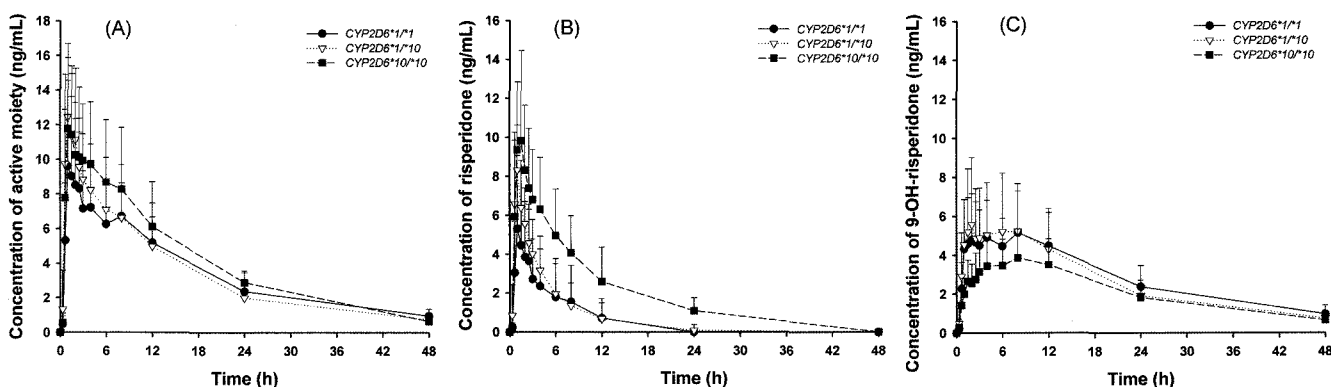 (A)
CYP2D6*1/*1
CYP2D6*1/*10
CYP2D6*10/*10
Concentration of active moiety (ng/mL)
18
16
14
12
10
8
6
4
2
0
0 6 12 18 24 30 36 42 48
Time (h)
(B)
CYP2D6*1/*1
CYP2D6*1/*10
CYP2D6*10/*10
Concentration of risperidone (ng/mL)
16
14
12
10
8
6
4
2
0
0 6 12 18 24 30 36 42 48
Time (h)
(C)
CYP2D6*1/*1
CYP2D6*1/*10
CYP2D6*10/*10
Concentration of 9-OH-risperidone (ng/mL)
16
14
12
10
8
6
4
2
0
0 6 12 18 24 30 36 42 48
Time (h)